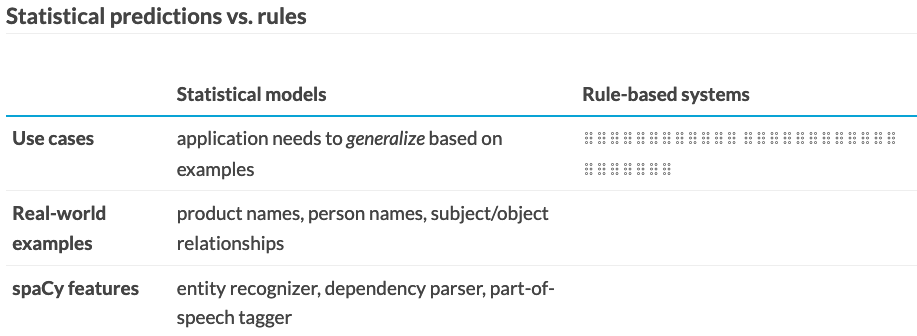 Statistical predictions vs. rules
Statistical models Rule-based systems
Use cases application needs to generalize based on
examples
Real-world product names, person names, subject/object
examples relationships
spaCy features entity recognizer, dependency parser, part-of-
speech tagger